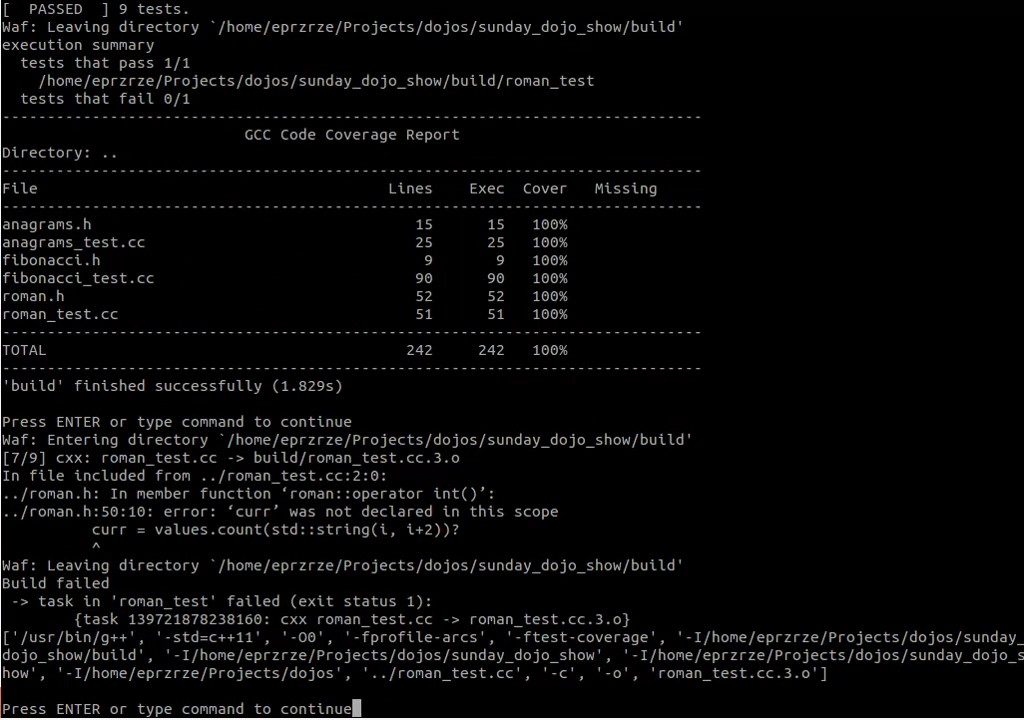 [  PASSED  ] 9 tests.
Waf: Leaving directory `/home/eprzrze/Projects/dojos/sunday_dojo_show/build'
execution summary
  tests that pass 1/1
    /home/eprzrze/Projects/dojos/sunday_dojo_show/build/roman_test
  tests that fail 0/1
------------------------------------------------------------------------------
                           GCC Code Coverage Report
Directory: ..
------------------------------------------------------------------------------
File                                       Lines    Exec  Cover   Missing
------------------------------------------------------------------------------
anagrams.h                                    15      15   100%
anagrams_test.cc                              25      25   100%
fibonacci.h                                    9       9   100%
fibonacci_test.cc                             90      90   100%
roman.h                                       52      52   100%
roman_test.cc                                 51      51   100%
------------------------------------------------------------------------------
TOTAL                                        242     242   100%
------------------------------------------------------------------------------
'build' finished successfully (1.829s)

Press ENTER or type command to continue
Waf: Entering directory `/home/eprzrze/Projects/dojos/sunday_dojo_show/build'
[7/9] cxx: roman_test.cc -> build/roman_test.cc.3.o
In file included from ../roman_test.cc:2:0:
../roman.h: In member function ‘roman::operator int()’:
../roman.h:50:10: error: ‘curr’ was not declared in this scope
          curr = values.count(std::string(i, i+2))?
          ^
Waf: Leaving directory `/home/eprzrze/Projects/dojos/sunday_dojo_show/build'
Build failed
 -> task in 'roman_test' failed (exit status 1):
        {task 139721878238160: cxx roman_test.cc -> roman_test.cc.3.o}
['/usr/bin/g++', '-std=c++11', '-O0', '-fprofile-arcs', '-ftest-coverage', '-I/home/eprzrze/Projects/dojos/sunday_
dojo_show/build', '-I/home/eprzrze/Projects/dojos/sunday_dojo_show', '-I/home/eprzrze/Projects/dojos/sunday_dojo_s
how', '-I/home/eprzrze/Projects/dojos', '../roman_test.cc', '-c', '-o', 'roman_test.cc.3.o']

Press ENTER or type command to continue